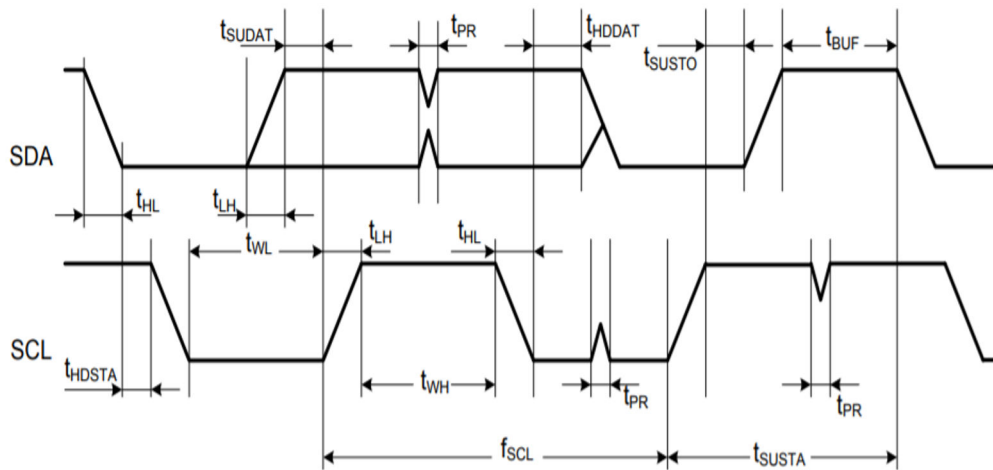 tSUDAT tPR tHDDAT tSUSTO tBUF
SDA
tHL tLH tWL tLH tHL
SCL
tHDSTA tWH tPR tPR
fSCL tSUSTA